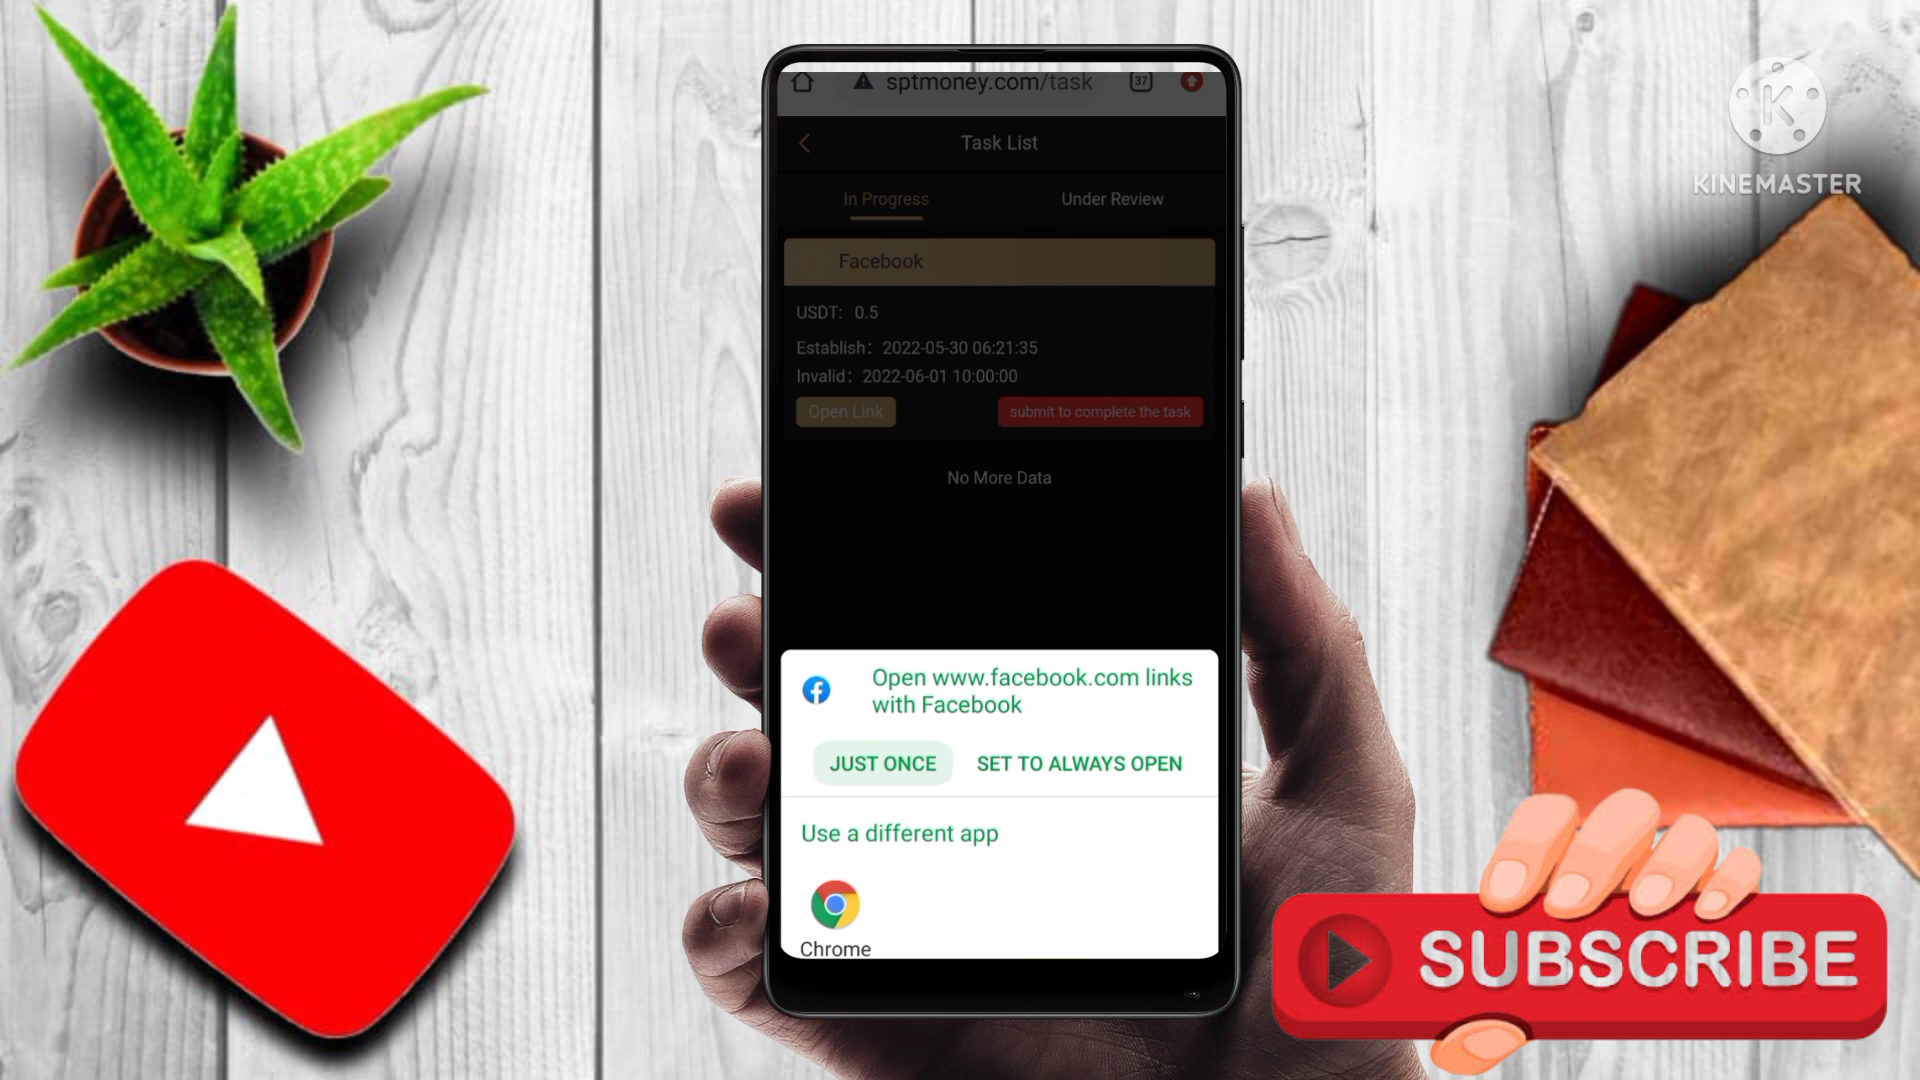 sptmoney.com/task
37
Task List
In Progress
Under Review
Facebook
USDT: 0.5
Establish: 2022-05-30 06:21:35
Invalid: 2022-06-01 10:00:00
Open Link
submit to complete the task
No More Data
Open www.facebook.com links
with Facebook
JUST ONCE
SET TO ALWAYS OPEN
Use a different app
Chrome
K
KINEMASTER
SUBSCRIBE